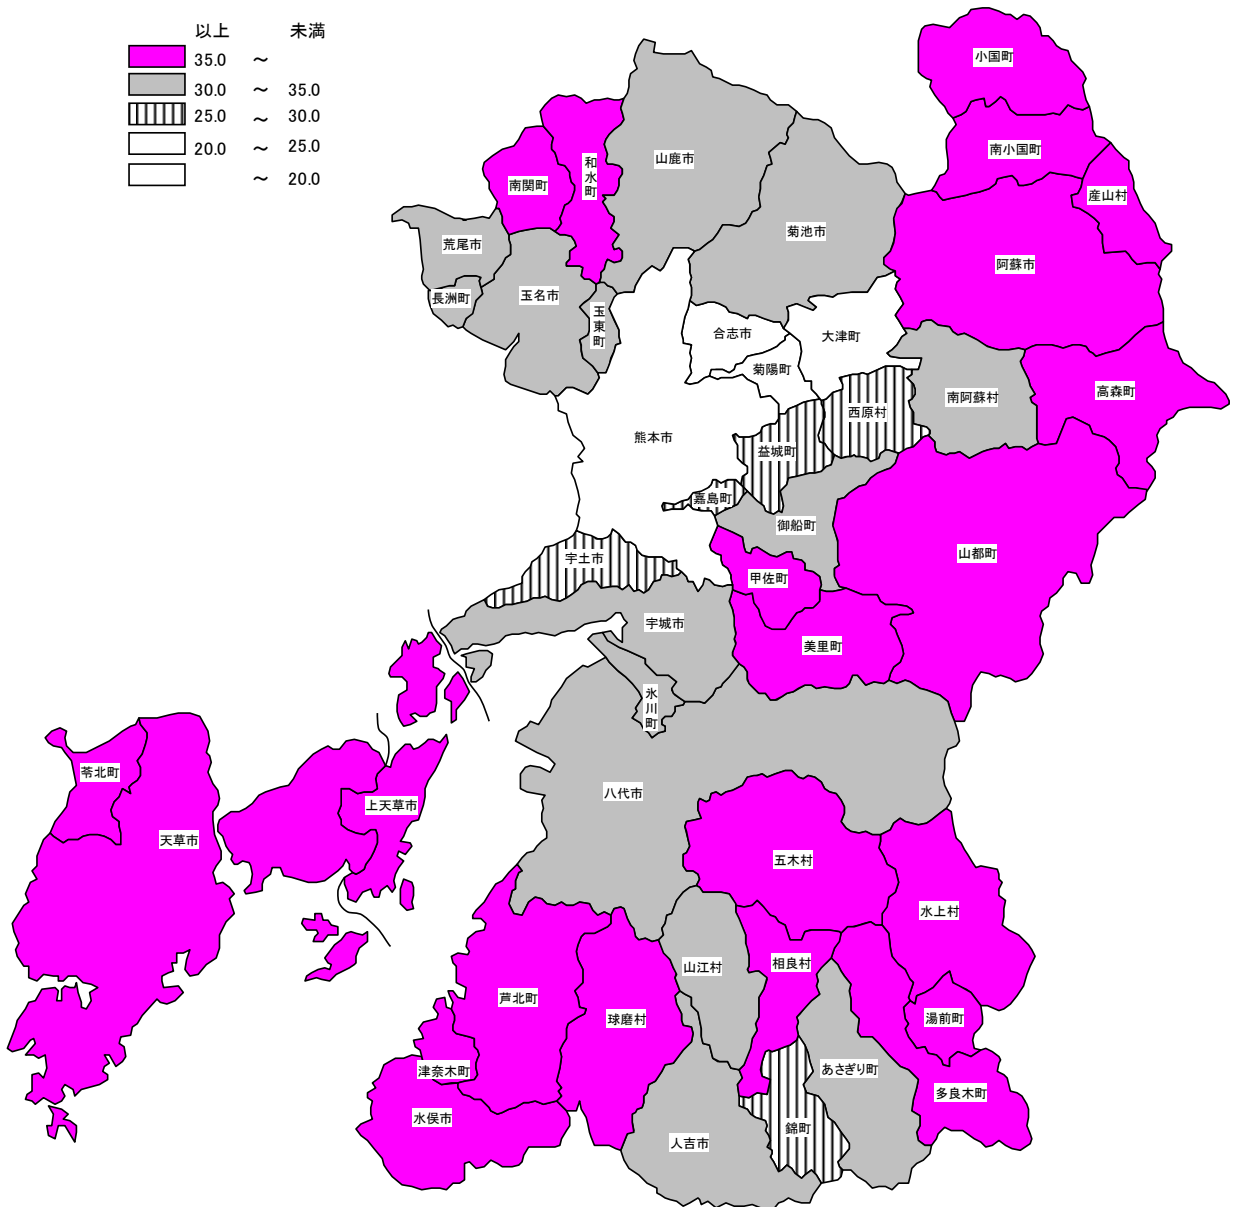 以上 未満
35.0 ～
30.0 ～ 35.0
25.0 ～ 30.0
20.0 ～ 25.0
～ 20.0
小国町
南小国町
産山村
和水町
山鹿市
南関町
菊池市
荒尾市
阿蘇市
長洲町
玉名市
玉東町
合志市
大津町
菊陽町
南阿蘇村
高森町
西原村
熊本市
益城町
嘉島町
御船町
山都町
宇土市
甲佐町
宇城市
美里町
氷川町
苓北町
八代市
上天草市
天草市
五木村
水上村
山江村
相良村
芦北町
球磨村
湯前町
津奈木町
あさぎり町
多良木町
水俣市
錦町
人吉市